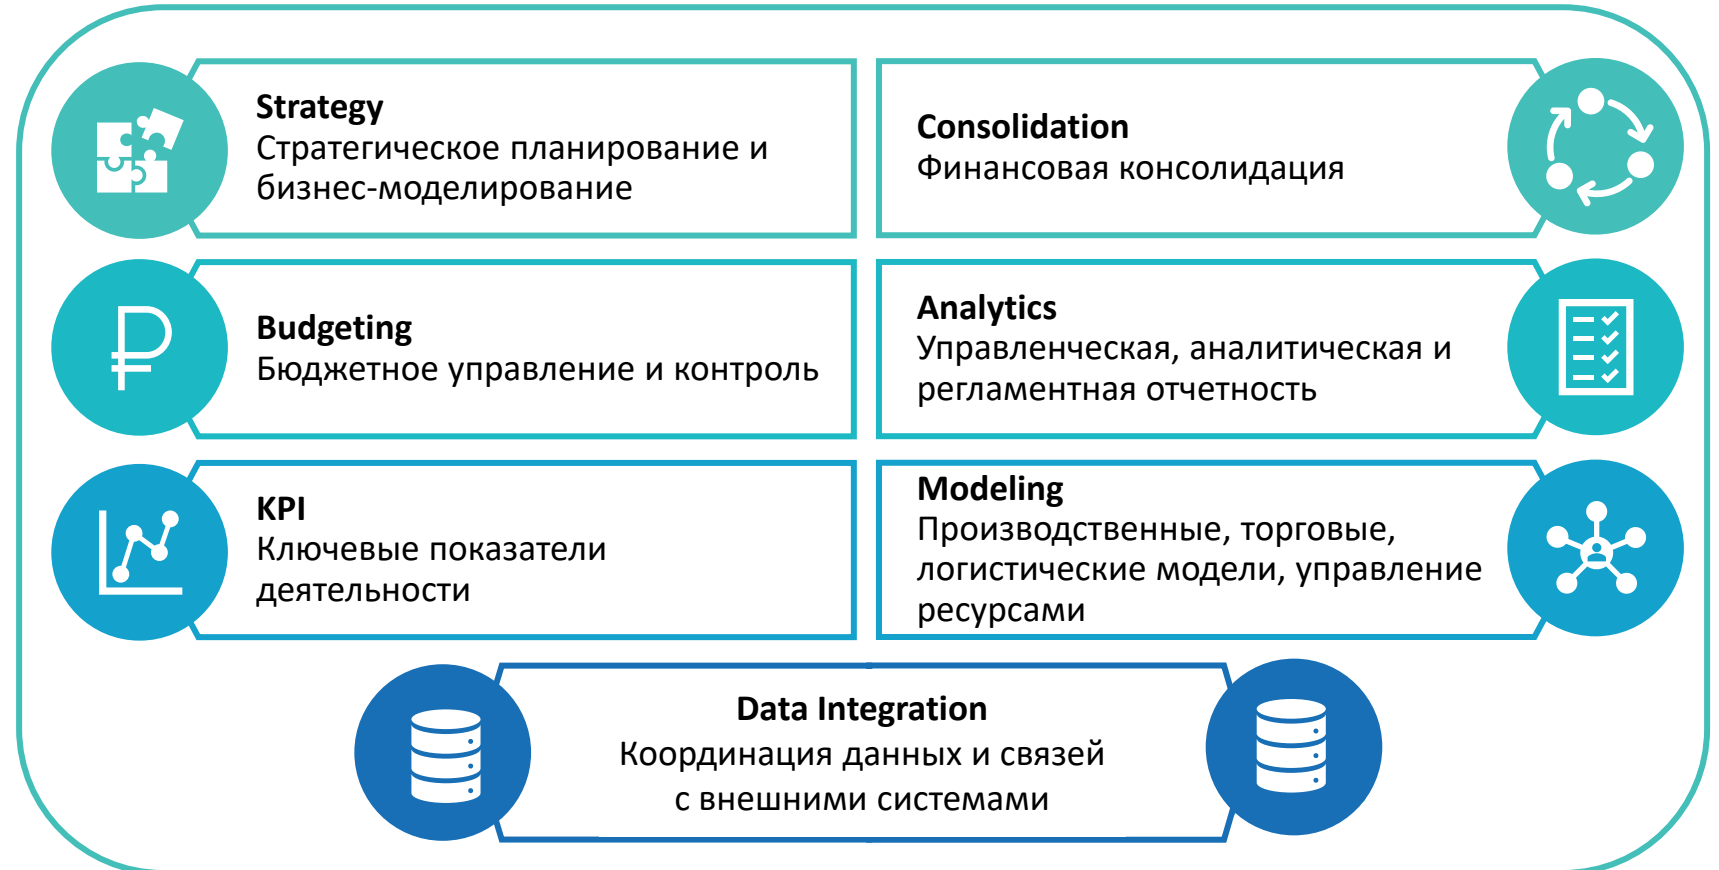 Strategy
Стратегическое планирование и
бизнес-моделирование
Consolidation
Финансовая консолидация
Budgeting
Бюджетное управление и контроль
Analytics
Управленческая, аналитическая и
регламентная отчетность
KPI
Ключевые показатели
деятельности
Modeling
Производственные, торговые,
логистические модели, управление
ресурсами
Data Integration
Координация данных и связей
с внешними системами